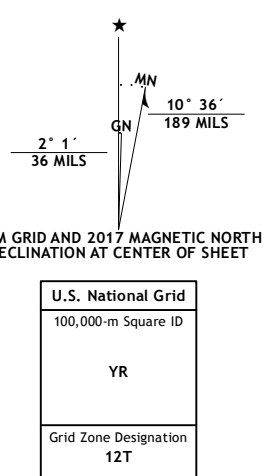 ★
MN
GN
10° 36´
189 MILS
2° 1´
36 MILS
M GRID AND 2017 MAGNETIC NORTH
ECLINATION AT CENTER OF SHEET
U.S. National Grid
100,000-m Square ID
YR
Grid Zone Designation
12T